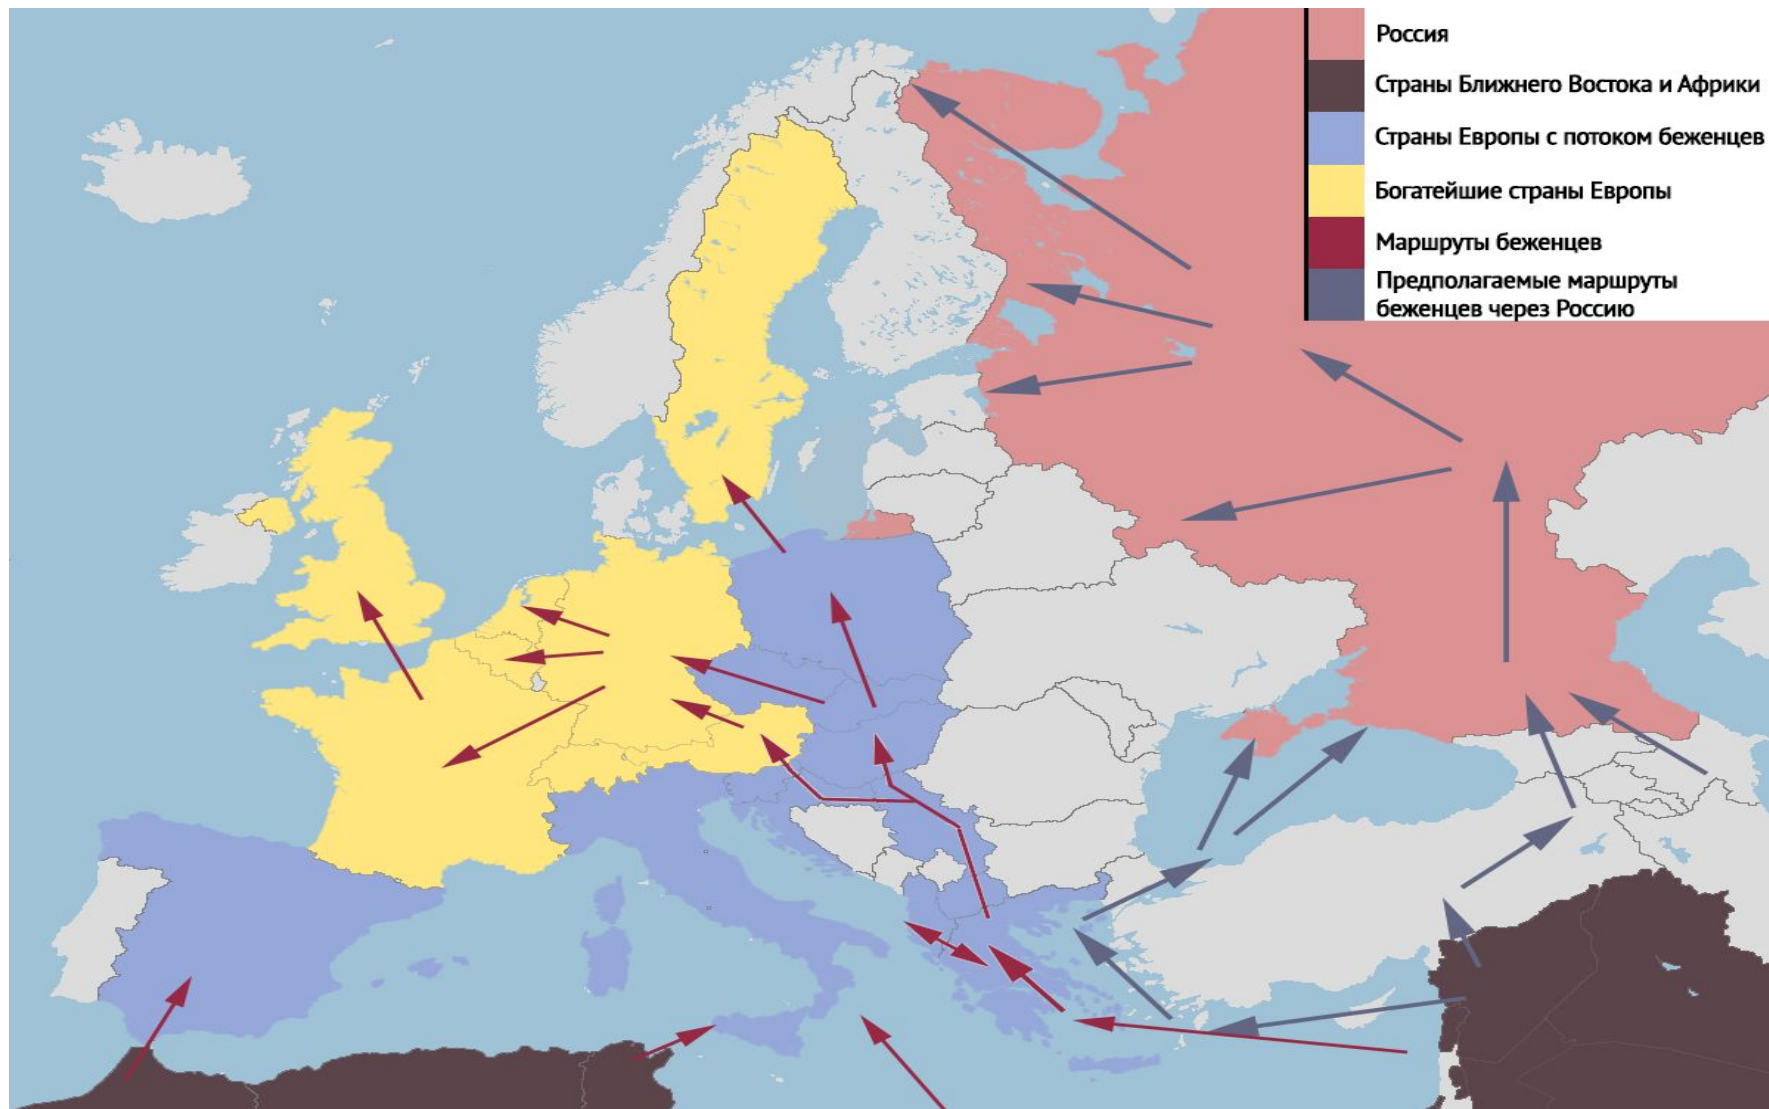 Россия
Страны Ближнего Востока и Африки
Страны Европы с потоком беженцев
Богатейшие страны Европы
Маршруты беженцев
Предполагаемые маршруты
беженцев через Россию